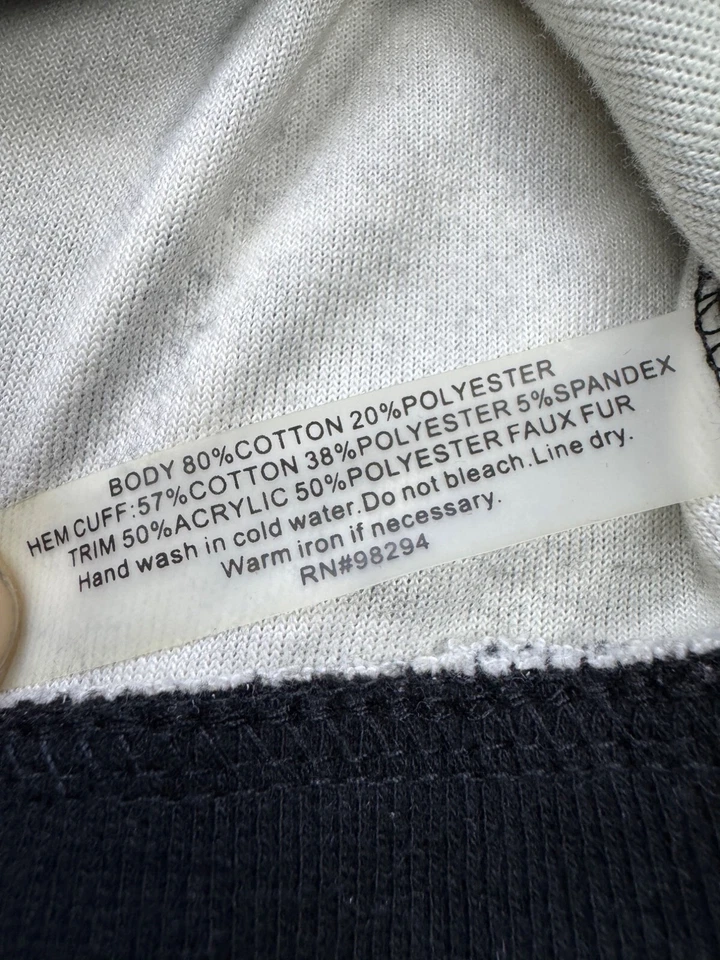 BODY 80%COTTON 20%POLYESTER
HEM CUFF:57%COTTON 38%POLYESTER 5%SPANDEX
TRIM 50%ACRYLIC 50%POLYESTER FAUX FUR
Hand wash in cold water.Do not bleach.Line dry.
Warm iron if necessary.
RN#98294